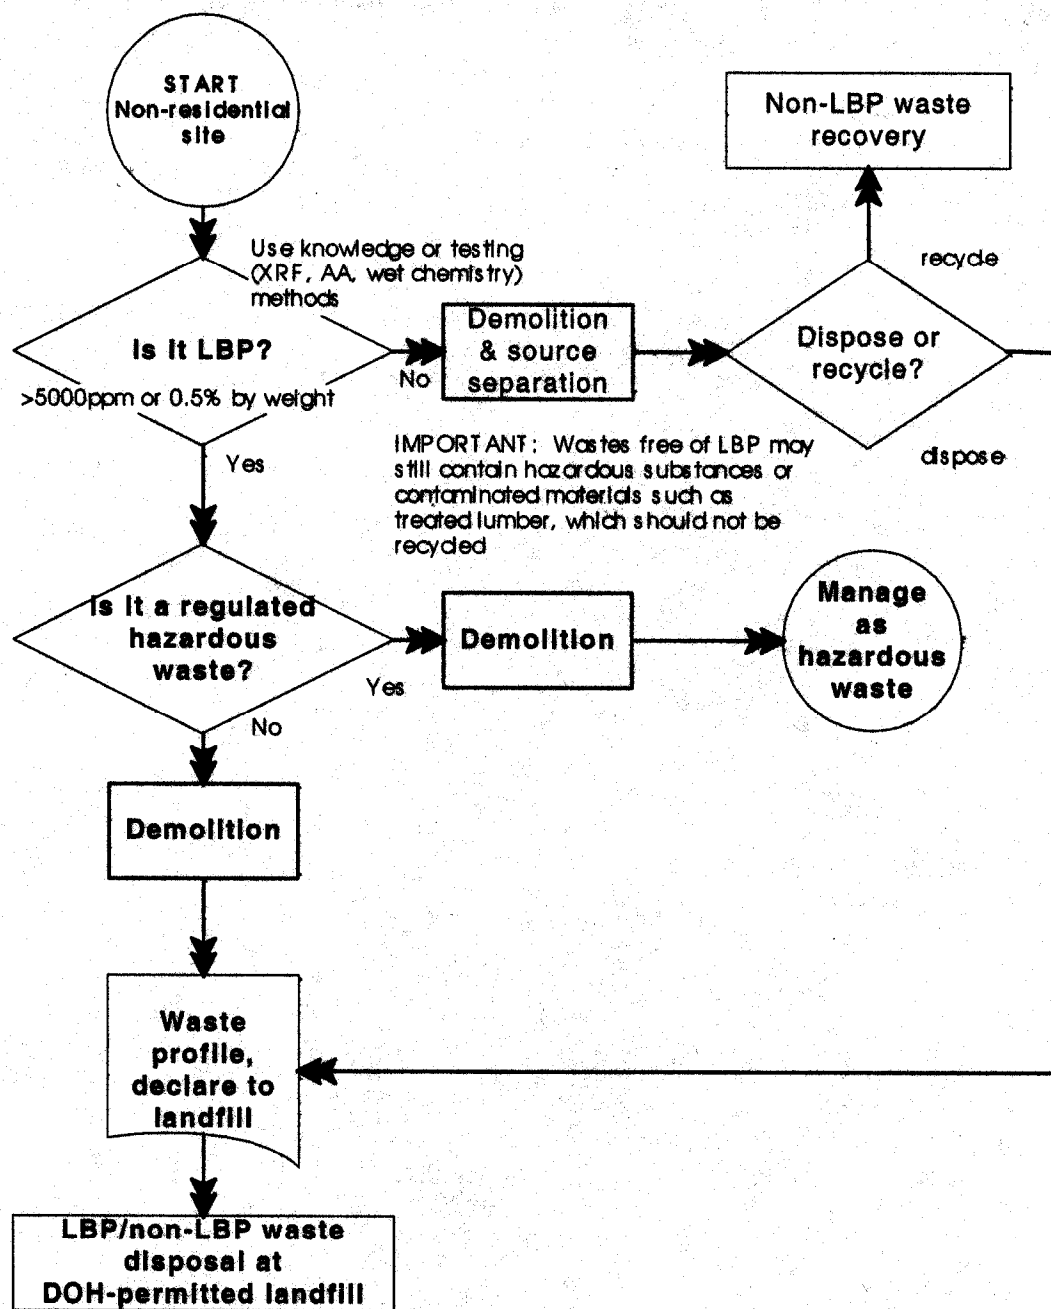 START
Non-residential
site
Non-LBP waste
recovery
Use knowledge or testing
(XRF, AA, wet chemistry)
methods
recycle
Is it LBP?
>5000ppm or 0.5% by weight
No
Demolition
& source
separation
Dispose or
recycle?
Yes
IMPORTANT: Wastes free of LBP may
still contain hazardous substances or
contaminated materials such as
treated lumber, which should not be
recycled
dispose
Is it a regulated
hazardous
waste?
Yes
Demolition
Manage
as
hazardous
waste
No
Demolition
Waste
profile,
declare to
landfill
LBP/non-LBP waste
disposal at
DOH-permitted landfill